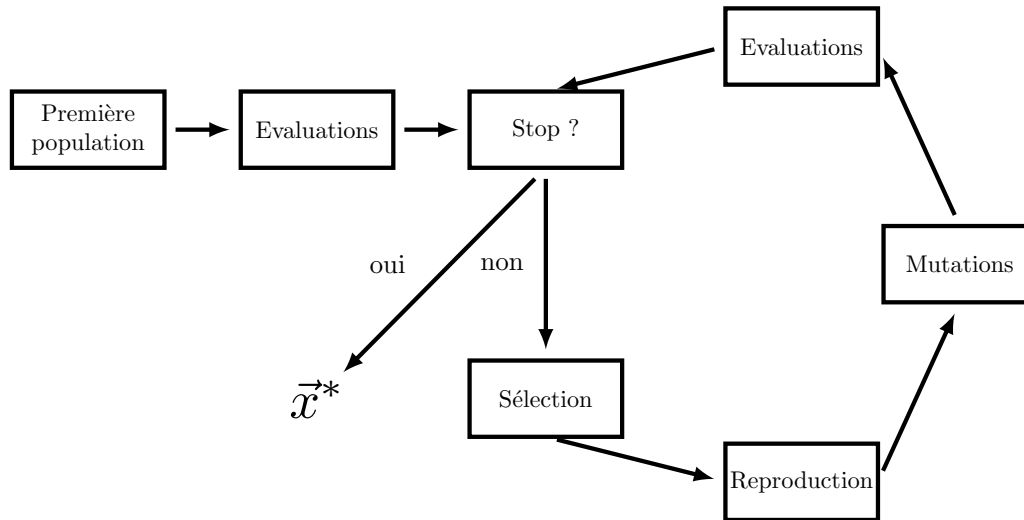 Evaluations
Première
population
Evaluations
Stop ?
oui
non
Mutations
x⃗*
Sélection
Reproduction